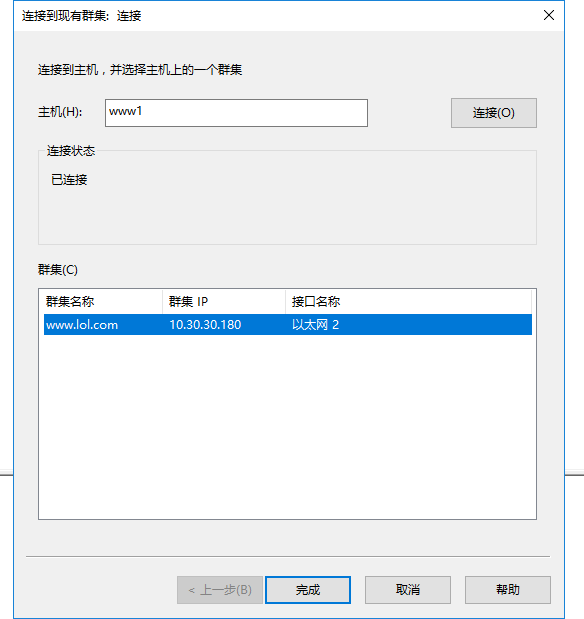 连接到现有群集: 连接
连接到主机，并选择主机上的一个群集
主机(H): www1 连接(O)
连接状态
已连接
群集(C)
群集名称 群集 IP 接口名称
www.lol.com 10.30.30.180 以太网 2
< 上一步(B) 完成 取消 帮助